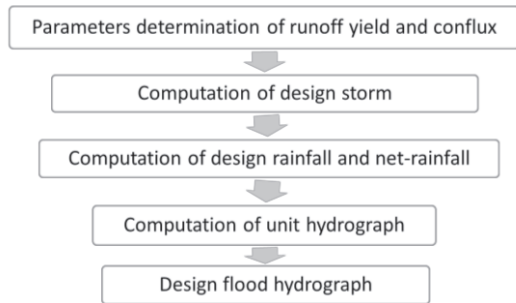 Parameters determination of runoff yield and conflux
Computation of design storm
Computation of design rainfall and net-rainfall
Computation of unit hydrograph
Design flood hydrograph